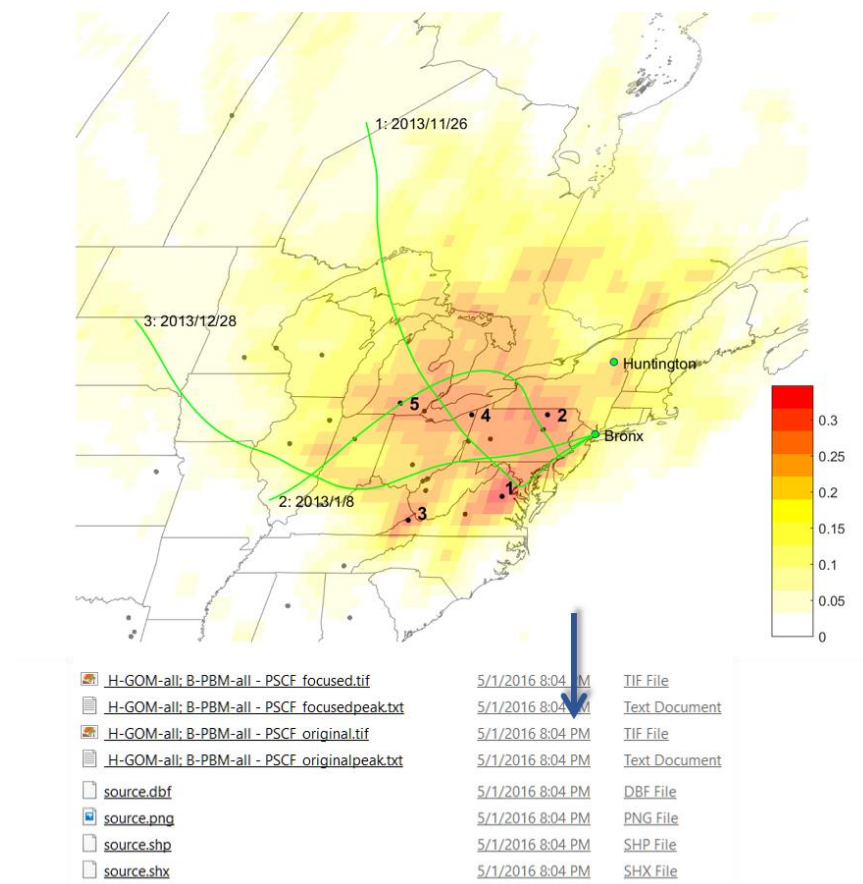 1: 2013/11/26
3: 2013/12/28
Huntington
5
4
2
Bronx
0.3
0.25
0.2
0.15
0.1
0.05
0
1
2: 2013/1/8
3
H-GOM-all; B-PBM-all - PSCF_focused.tif 5/1/2016 8:04 PM TIF File
H-GOM-all; B-PBM-all - PSCF_focusedpeak.txt 5/1/2016 8:04 PM Text Document
H-GOM-all; B-PBM-all - PSCF_original.tif 5/1/2016 8:04 PM TIF File
H-GOM-all; B-PBM-all - PSCF_originalpeak.txt 5/1/2016 8:04 PM Text Document
source.dbf 5/1/2016 8:04 PM DBF File
source.png 5/1/2016 8:04 PM PNG File
source.shp 5/1/2016 8:04 PM SHP File
source.shx 5/1/2016 8:04 PM SHX File